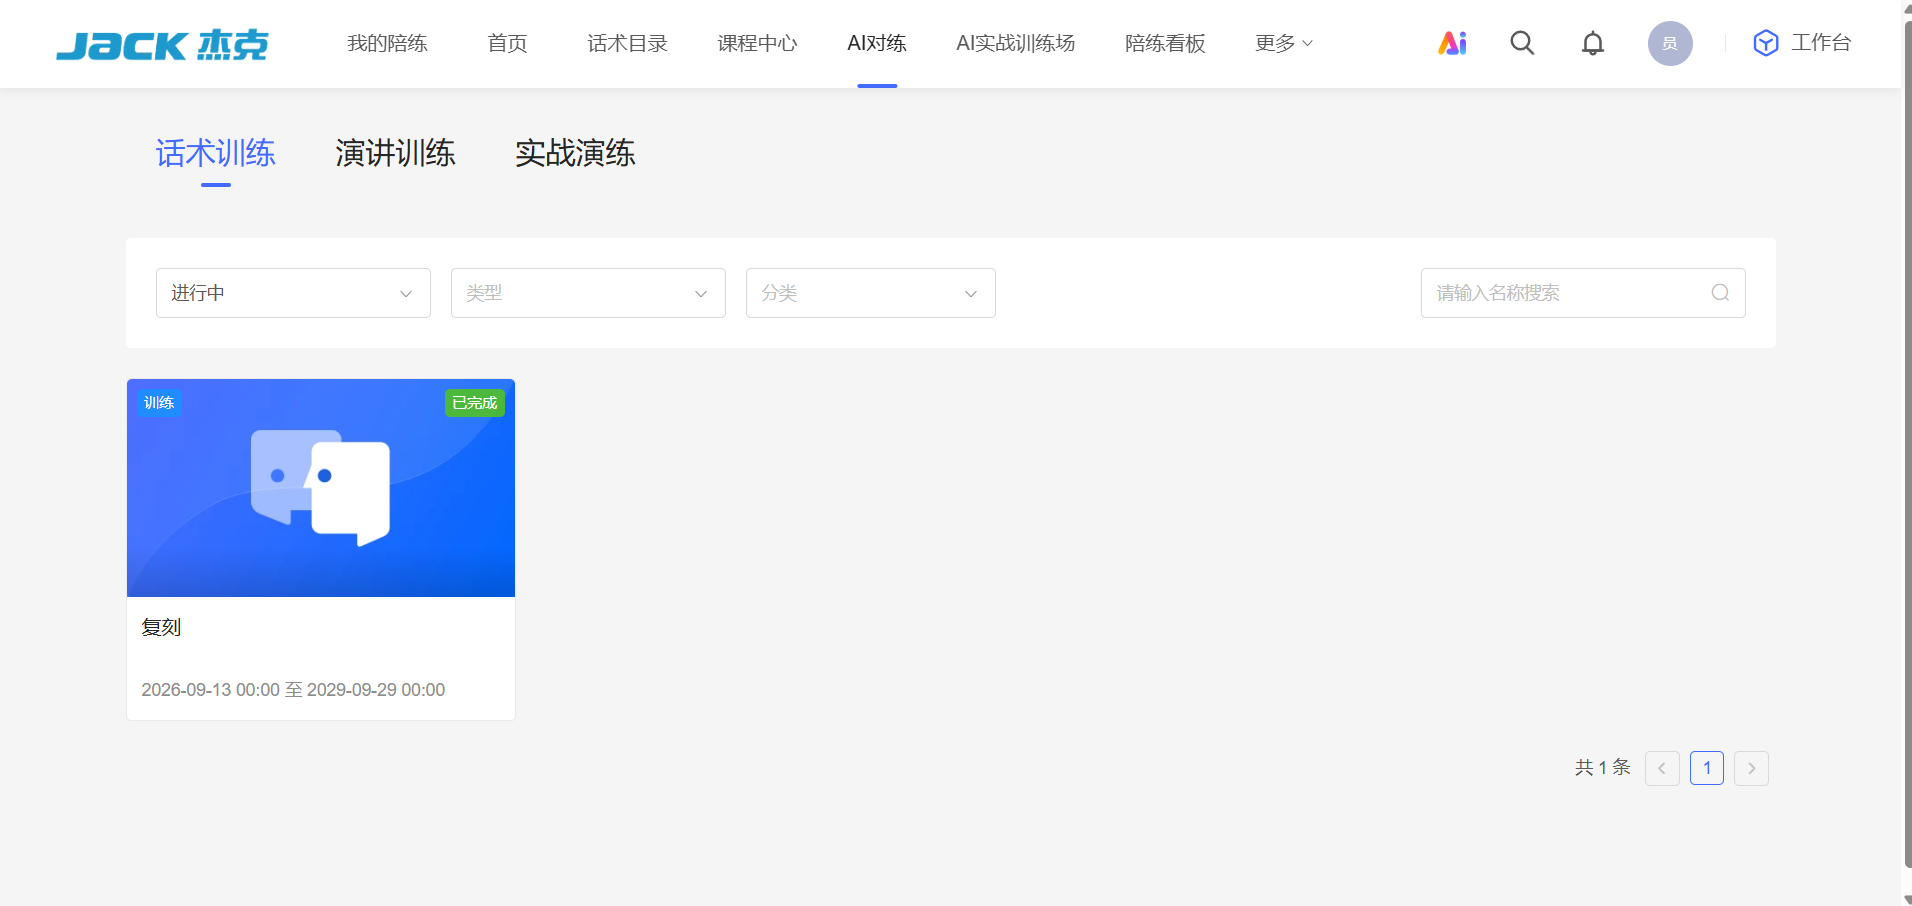 JACK 杰克 我的陪练 首页 话术目录 课程中心 AI对练 AI实战训练场 陪练看板 更多 Ai 员 工作台
话术训练 演讲训练 实战演练
进行中 类型 分类 请输入名称搜索
训练 已完成
复刻
2026-09-13 00:00 至 2029-09-29 00:00
共 1 条 1